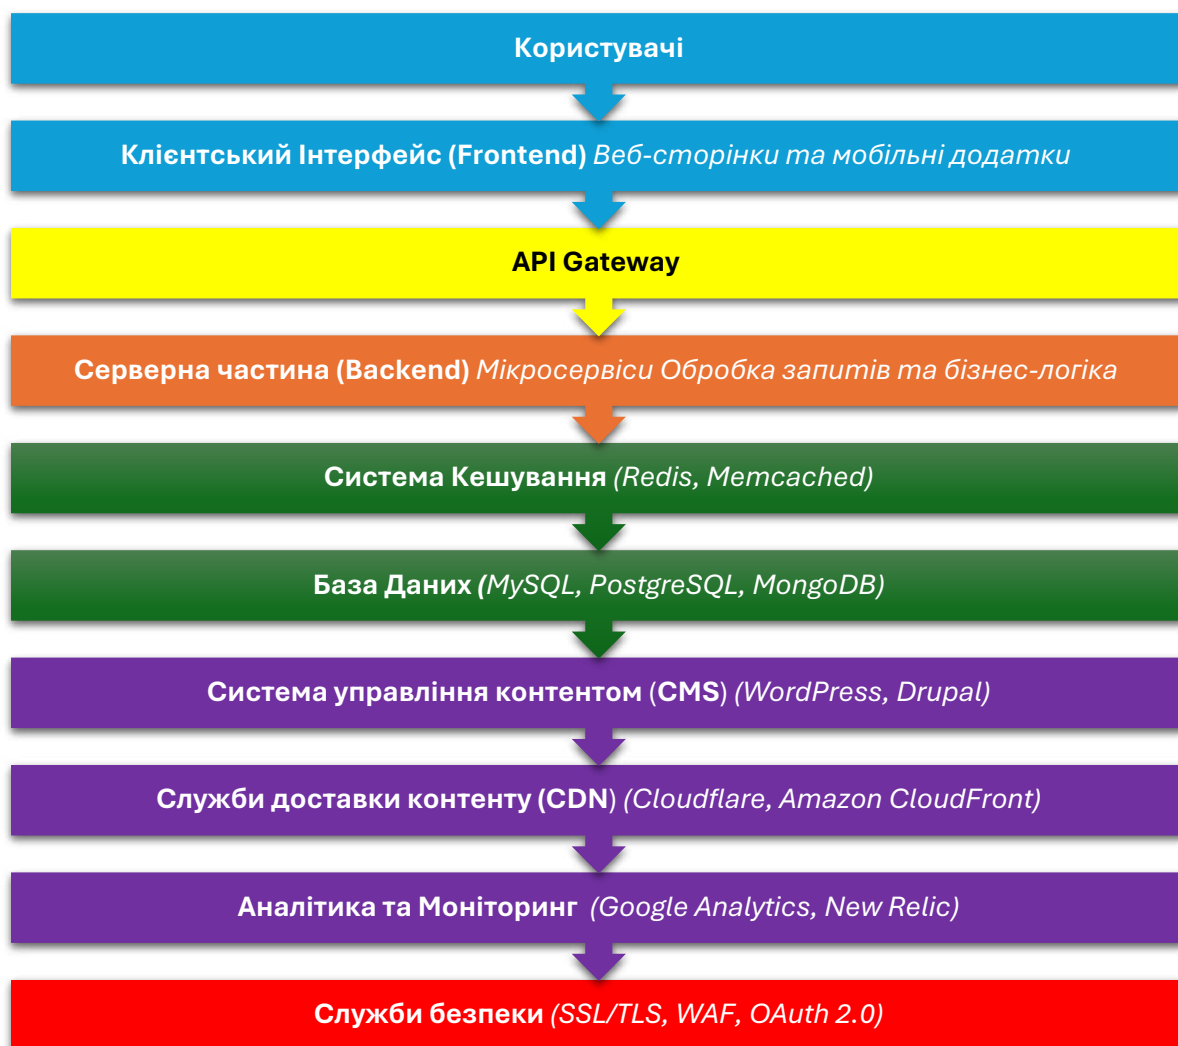 Користувачі
Клієнтський Інтерфейс (Frontend) Веб-сторінки та мобільні додатки
API Gateway
Серверна частина (Backend) Мікросервіси Обробка запитів та бізнес-логіка
Система Кешування (Redis, Memcached)
База Даних (MySQL, PostgreSQL, MongoDB)
Система управління контентом (CMS) (WordPress, Drupal)
Служби доставки контенту (CDN) (Cloudflare, Amazon CloudFront)
Аналітика та Моніторинг (Google Analytics, New Relic)
Служби безпеки (SSL/TLS, WAF, OAuth 2.0)